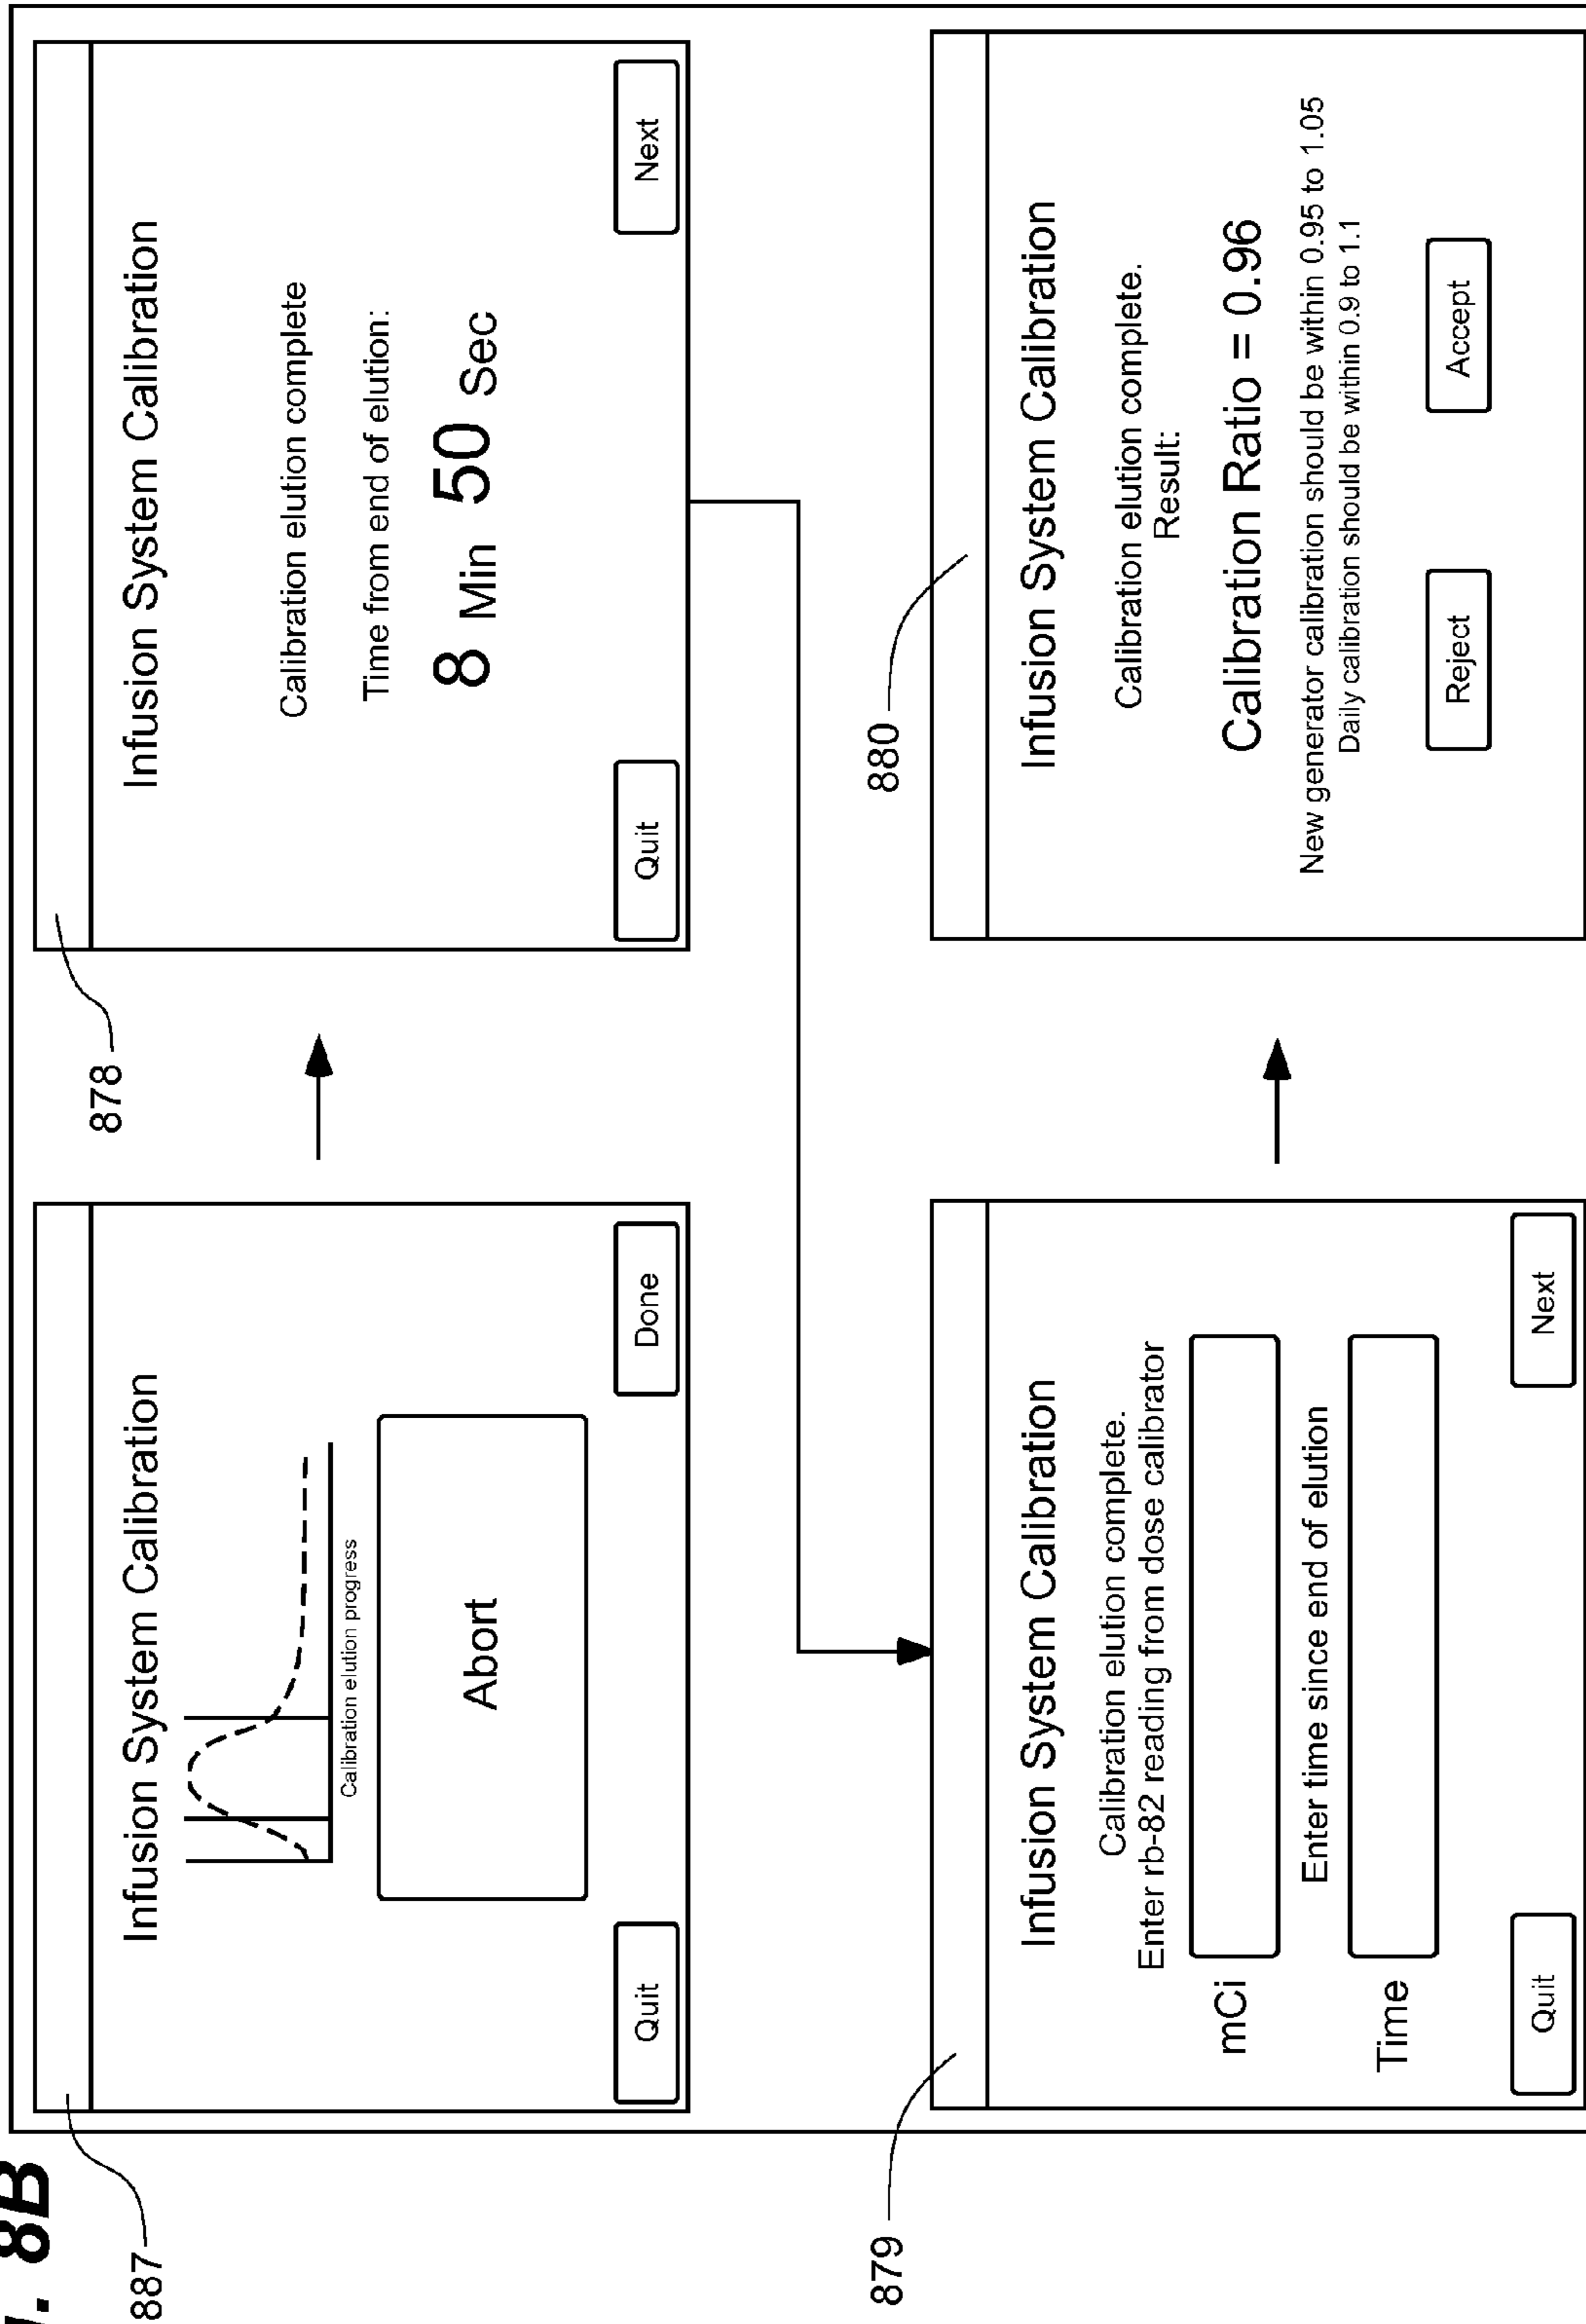 8B
887
Infusion System Calibration
Calibration elution progress
Abort
Quit
Done
878
Infusion System Calibration
Calibration elution complete
Time from end of elution:
8 Min 50 Sec
Quit
Next
879
Infusion System Calibration
Calibration elution complete.
Enter rb-82 reading from dose calibrator
mCi
Enter time since end of elution
Time
Quit
Next
880
Infusion System Calibration
Calibration elution complete.
Result:
Calibration Ratio = 0.96
New generator calibration should be within 0.95 to 1.05
Daily calibration should be within 0.9 to 1.1
Reject
Accept